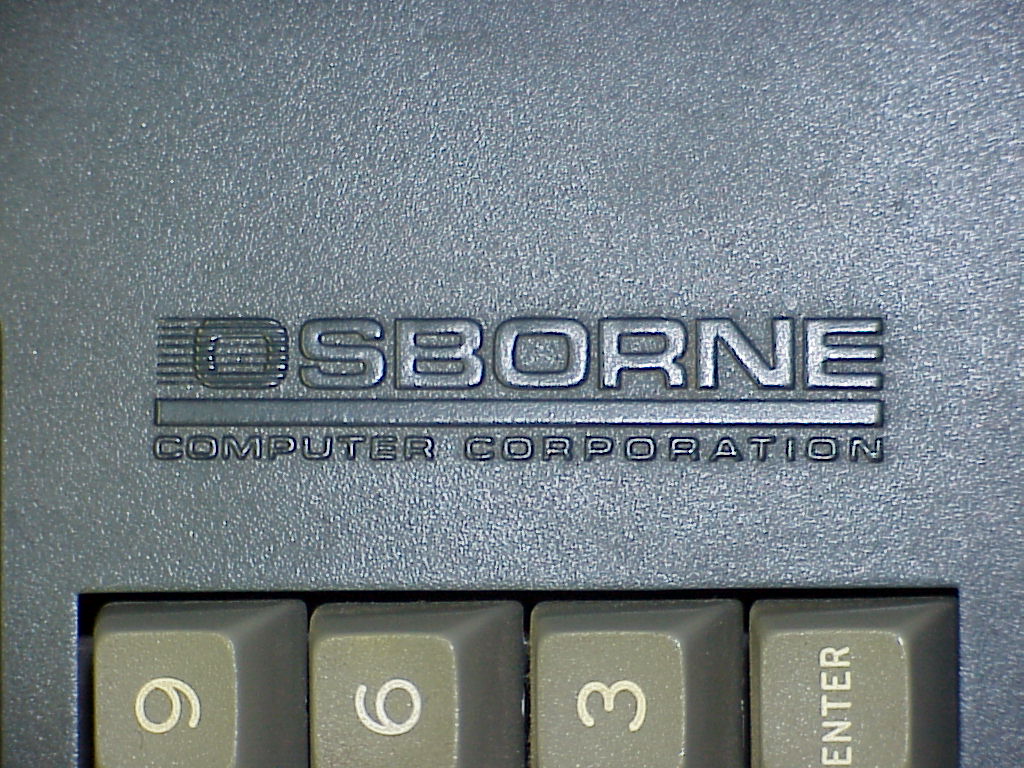 OSBORNE
COMPUTER CORPORATION
9 6 3 ENTER